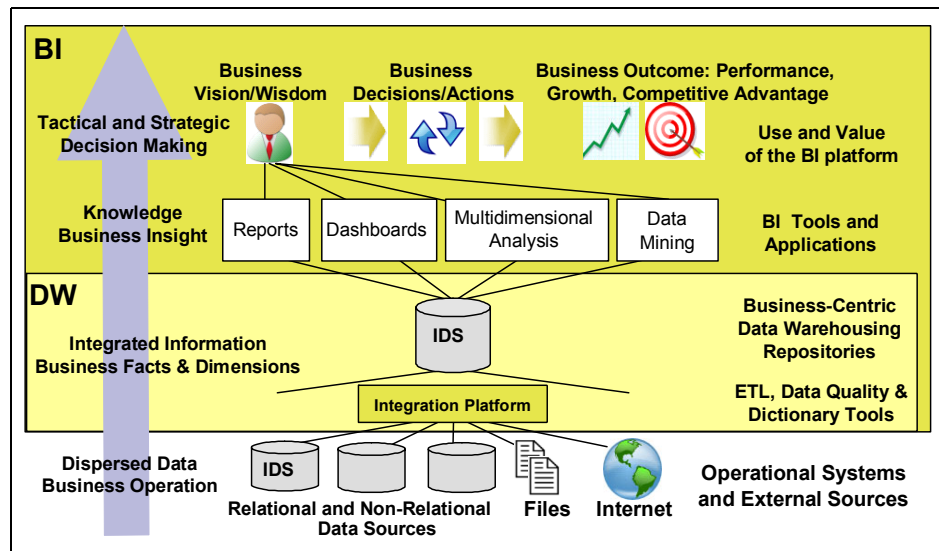 BI
Business
Vision/Wisdom
Business
Decisions/Actions
Business Outcome: Performance,
Growth, Competitive Advantage
Tactical and Strategic
Decision Making
Use and Value
of the BI platform
Knowledge
Business Insight
Reports
Dashboards
Multidimensional
Analysis
Data
Mining
BI Tools and
Applications
DW
IDS
Integrated Information
Business Facts & Dimensions
Business-Centric
Data Warehousing
Repositories
Integration Platform
ETL, Data Quality &
Dictionary Tools
Dispersed Data
Business Operation
IDS
Relational and Non-Relational
Data Sources
Files
Internet
Operational Systems
and External Sources